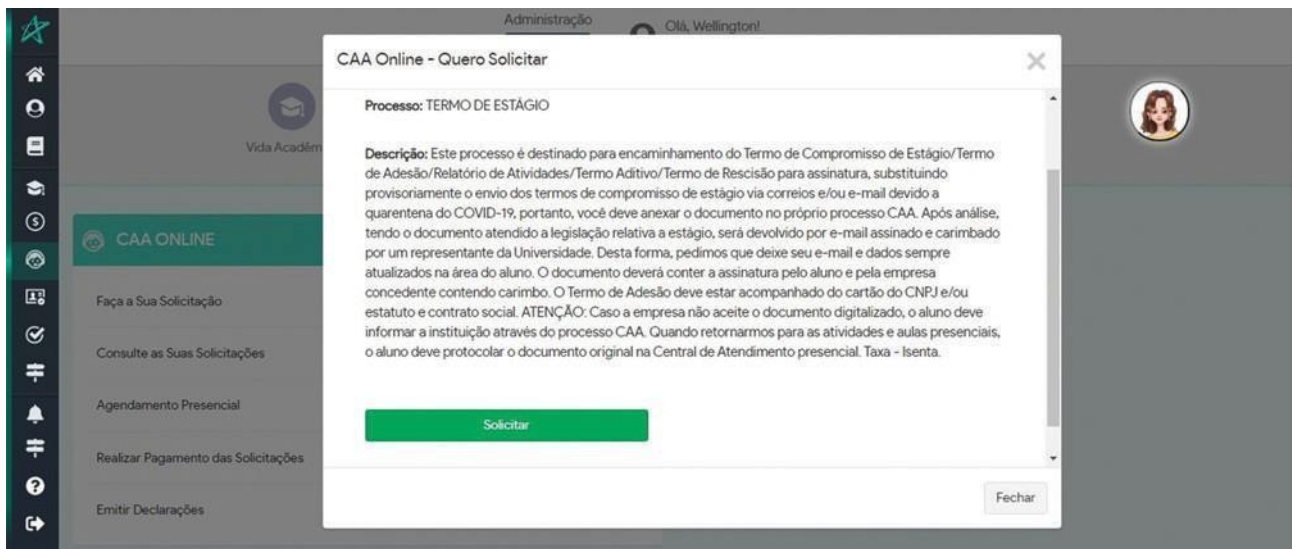 Administração
Olá, Wellington!
CAA Online - Quero Solicitar
Vida Acadêm
Processo: TERMO DE ESTÁGIO
Descrição: Este processo é destinado para encaminhamento do Termo de Compromisso de Estágio/Termo
de Adesão/Relatório de Atividades/Termo Aditivo/Termo de Rescisão para assinatura, substituindo
provisoriamente o envio dos termos de compromisso de estágio via correios e/ou e-mail devido a
quarentena do COVID-19, portanto, você deve anexar o documento no próprio processo CAA. Após análise,
tendo o documento atendido a legislação relativa a estágio, será devolvido por e-mail assinado e carimbado
por um representante da Universidade. Desta forma, pedimos que deixe seu e-mail e dados sempre
atualizados na área do aluno. O documento deverá conter a assinatura pelo aluno e pela empresa
concedente contendo carimbo. O Termo de Adesão deve estar acompanhado do cartão do CNPJ e/ou
estatuto e contrato social. ATENÇÃO: Caso a empresa não aceite o documento digitalizado, o aluno deve
informar a instituição através do processo CAA. Quando retornarmos para as atividades e aulas presenciais,
o aluno deve protocolar o documento original na Central de Atendimento presencial. Taxa - Isenta.
Solicitar
Fechar
CAA ONLINE
Faça a Sua Solicitação
Consulte as Suas Solicitações
Agendamento Presencial
Realizar Pagamento das Solicitações
Emitir Declarações